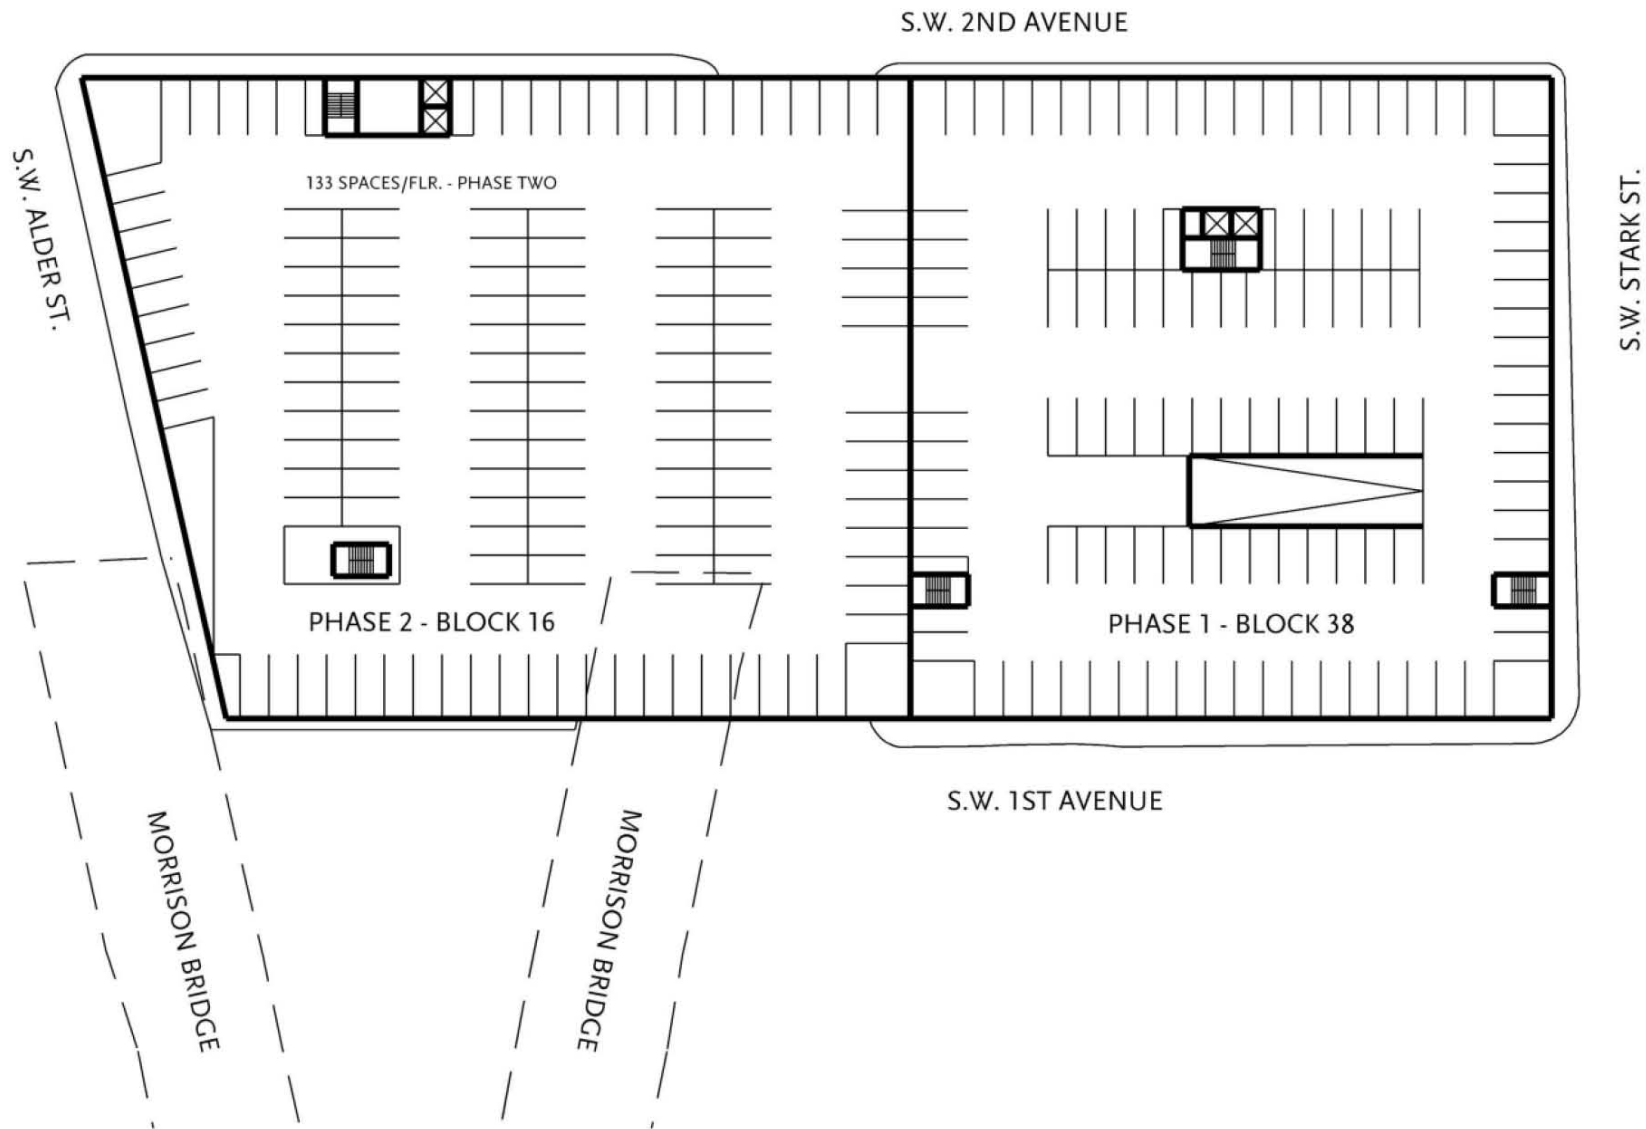 S.W. 2ND AVENUE
S.W. ALDER ST.
133 SPACES/FLR. - PHASE TWO
S.W. STARK ST.
PHASE 2 - BLOCK 16
PHASE 1 - BLOCK 38
S.W. 1ST AVENUE
MORRISON BRIDGE
MORRISON BRIDGE